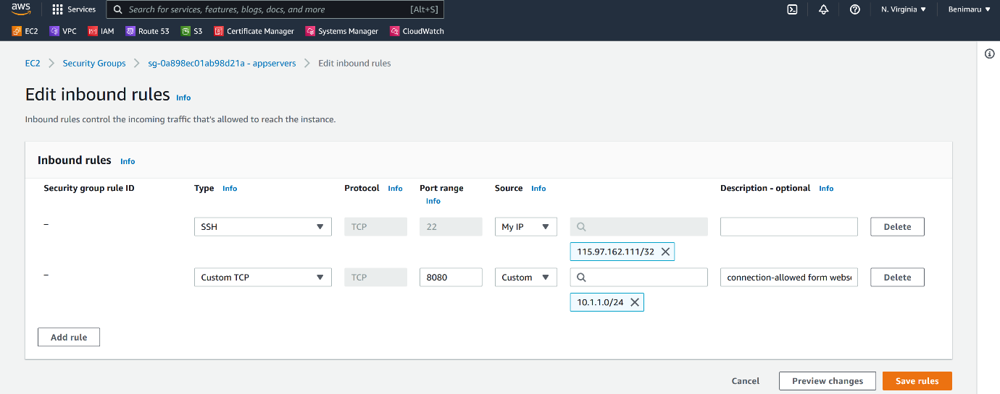 aws Services Search for services, features, blogs, docs, and more [Alt+S] N. Virginia Benimaru
EC2 VPC IAM Route 53 S3 Certificate Manager Systems Manager CloudWatch
EC2 Security Groups sg-0a898ec01ab98d21a - appservers Edit inbound rules
Edit inbound rules Info
Inbound rules control the incoming traffic that's allowed to reach the instance.
Inbound rules Info
Security group rule ID Type Info Protocol Info Port range Source Info Description - optional Info
Info
– SSH TCP 22 My IP Delete
115.97.162.111/32
– Custom TCP TCP 8080 Custom connection-allowed form webse Delete
10.1.1.0/24
Add rule
Cancel Preview changes Save rules